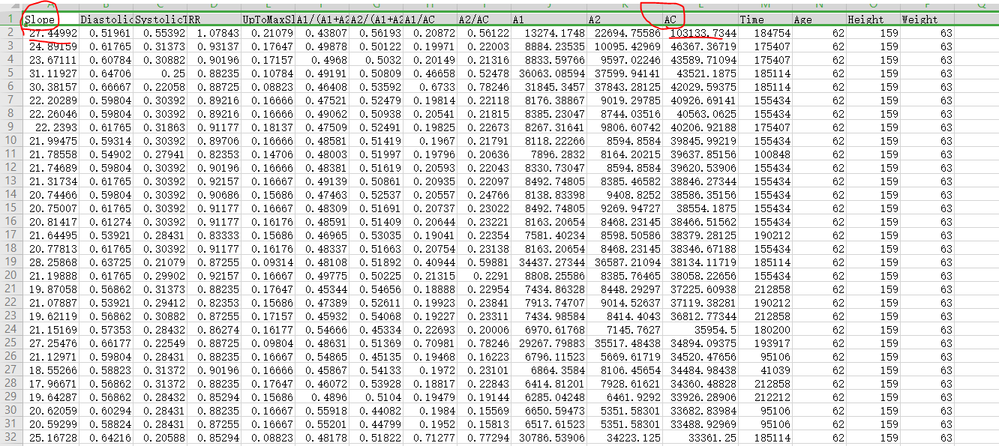 1 Slope Diastolic SystolicT RR UpToMaxSl A1/(A1+A2 A2/(A1+A2 A1/AC A2/AC A1 A2 AC Time Age Height Weight
2 27.44992 0.51961 0.55392 1.07843 0.21079 0.43807 0.56193 0.20872 0.56122 13274.1748 22694.75586 103133.7344 184754 62 159 63
3 0.61765 0.31373 0.93137 0.17647 0.49878 0.50122 0.19971 0.22003 8884.23535 10095.42969 46367.36719 175407 62 159 63
4 23.67111 0.60784 0.30882 0.90196 0.17157 0.4968 0.5032 0.20149 0.21316 8833.59766 9597.02246 43589.71094 175407 62 159 63
5 31.11927 0.64706 0.25 0.88235 0.10784 0.49191 0.50809 0.46658 0.52478 36063.08594 37599.94141 43521.1875 185114 62 159 63
6 30.38157 0.66667 0.22058 0.88725 0.08823 0.46408 0.53592 0.6733 0.78246 31845.3457 37843.28125 42029.59375 185114 62 159 63
7 22.20289 0.59804 0.30392 0.89216 0.16666 0.47521 0.52479 0.19814 0.22118 8176.38867 9019.29785 40926.69141 155434 62 159 63
8 22.26046 0.59804 0.30392 0.89216 0.16666 0.49062 0.50938 0.20541 0.21815 8385.23047 8744.03516 40563.0625 155434 62 159 63
9 22.2393 0.61765 0.31863 0.91177 0.18137 0.47509 0.52491 0.19825 0.22673 8267.31641 9806.60742 40206.92188 175407 62 159 63
10 21.99475 0.59314 0.30392 0.89706 0.16666 0.48581 0.51419 0.1967 0.21791 8118.22266 8594.8584 39845.99219 155434 62 159 63
11 21.78558 0.54902 0.27941 0.82353 0.14706 0.48003 0.51997 0.19796 0.20636 7896.2832 8164.20215 39637.85156 100848 62 159 63
12 21.74689 0.59804 0.30392 0.90196 0.16666 0.48381 0.51619 0.20593 0.22043 8330.73047 8594.8584 39620.53906 155434 62 159 63
13 21.31734 0.61765 0.30392 0.92157 0.16667 0.49139 0.50861 0.20935 0.22097 8492.74805 8385.46582 38846.27344 155434 62 159 63
14 20.74466 0.59804 0.30392 0.90686 0.15686 0.47463 0.52537 0.20557 0.24766 8138.83398 9408.8252 38586.35156 155434 62 159 63
15 20.75007 0.61765 0.30392 0.91177 0.16667 0.48309 0.51691 0.20737 0.23022 8492.74805 9269.94727 38554.1875 155434 62 159 63
16 20.81417 0.61274 0.30392 0.91177 0.16176 0.48591 0.51409 0.20644 0.23221 8163.20654 8468.23145 38466.51562 155434 62 159 63
17 21.64495 0.53921 0.28431 0.83333 0.15686 0.46965 0.53035 0.19041 0.22354 7581.40234 8598.50586 38379.28125 190212 62 159 63
18 20.77813 0.61765 0.30392 0.91177 0.16176 0.48337 0.51663 0.20754 0.23138 8163.20654 8468.23145 38346.67188 155434 62 159 63
19 28.25868 0.63725 0.21079 0.87255 0.09314 0.48108 0.51892 0.40944 0.59881 34437.27344 36587.21094 38134.11719 185114 62 159 63
20 21.19888 0.61765 0.29902 0.92157 0.16667 0.49775 0.50225 0.21315 0.2291 8808.25586 8385.76465 38058.22656 155434 62 159 63
21 19.87058 0.56862 0.31373 0.88235 0.17647 0.45344 0.54656 0.18888 0.22954 7434.86328 8448.29297 37225.60938 212858 62 159 63
22 21.07887 0.53921 0.29412 0.82353 0.15686 0.47389 0.52611 0.19923 0.23841 7913.74707 9014.52637 37119.38281 190212 62 159 63
23 19.62119 0.56862 0.30882 0.87255 0.17157 0.45932 0.54068 0.19227 0.23311 7434.98584 8414.4043 36812.77344 212858 62 159 63
24 21.15169 0.57353 0.28432 0.86274 0.16177 0.54666 0.45334 0.22693 0.20006 6970.61768 7145.7627 35954.5 180200 62 159 63
25 27.25476 0.66177 0.22549 0.88725 0.09804 0.48631 0.51369 0.70981 0.78246 29267.79883 35517.48438 34894.09375 193917 62 159 63
26 21.12971 0.59804 0.28431 0.88235 0.16667 0.54865 0.45135 0.19468 0.16223 6796.11523 5669.61719 34520.47656 95106 62 159 63
27 18.55266 0.58823 0.31372 0.90196 0.16666 0.45867 0.54133 0.1972 0.23101 6864.3584 8106.45654 34484.98438 41039 62 159 63
28 17.96671 0.56862 0.31372 0.88235 0.17647 0.46072 0.53928 0.18817 0.22843 6414.81201 7928.61621 34360.48828 212858 62 159 63
29 19.64287 0.56862 0.28432 0.85294 0.15686 0.4896 0.5104 0.19479 0.19144 6285.04248 6461.9292 33926.28906 212212 62 159 63
30 20.62059 0.60294 0.28431 0.88235 0.16667 0.55918 0.44082 0.1984 0.15569 6650.59473 5351.58301 33682.83984 95106 62 159 63
31 20.59299 0.58824 0.28431 0.87255 0.16667 0.55201 0.44799 0.1952 0.15813 6517.61523 5351.58301 33488.92969 95106 62 159 63
32 25.16728 0.64216 0.20588 0.85294 0.08823 0.48178 0.51822 0.71277 0.77294 30786.53906 34223.125 33361.25 185114 62 159 63